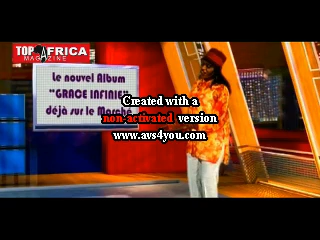 TOP AFRICA
MAGAZINE
Le nouvel Album
"GRACE INFINIE"
déjà sur le Marché
Created with a
non-activated version
www.avs4you.com